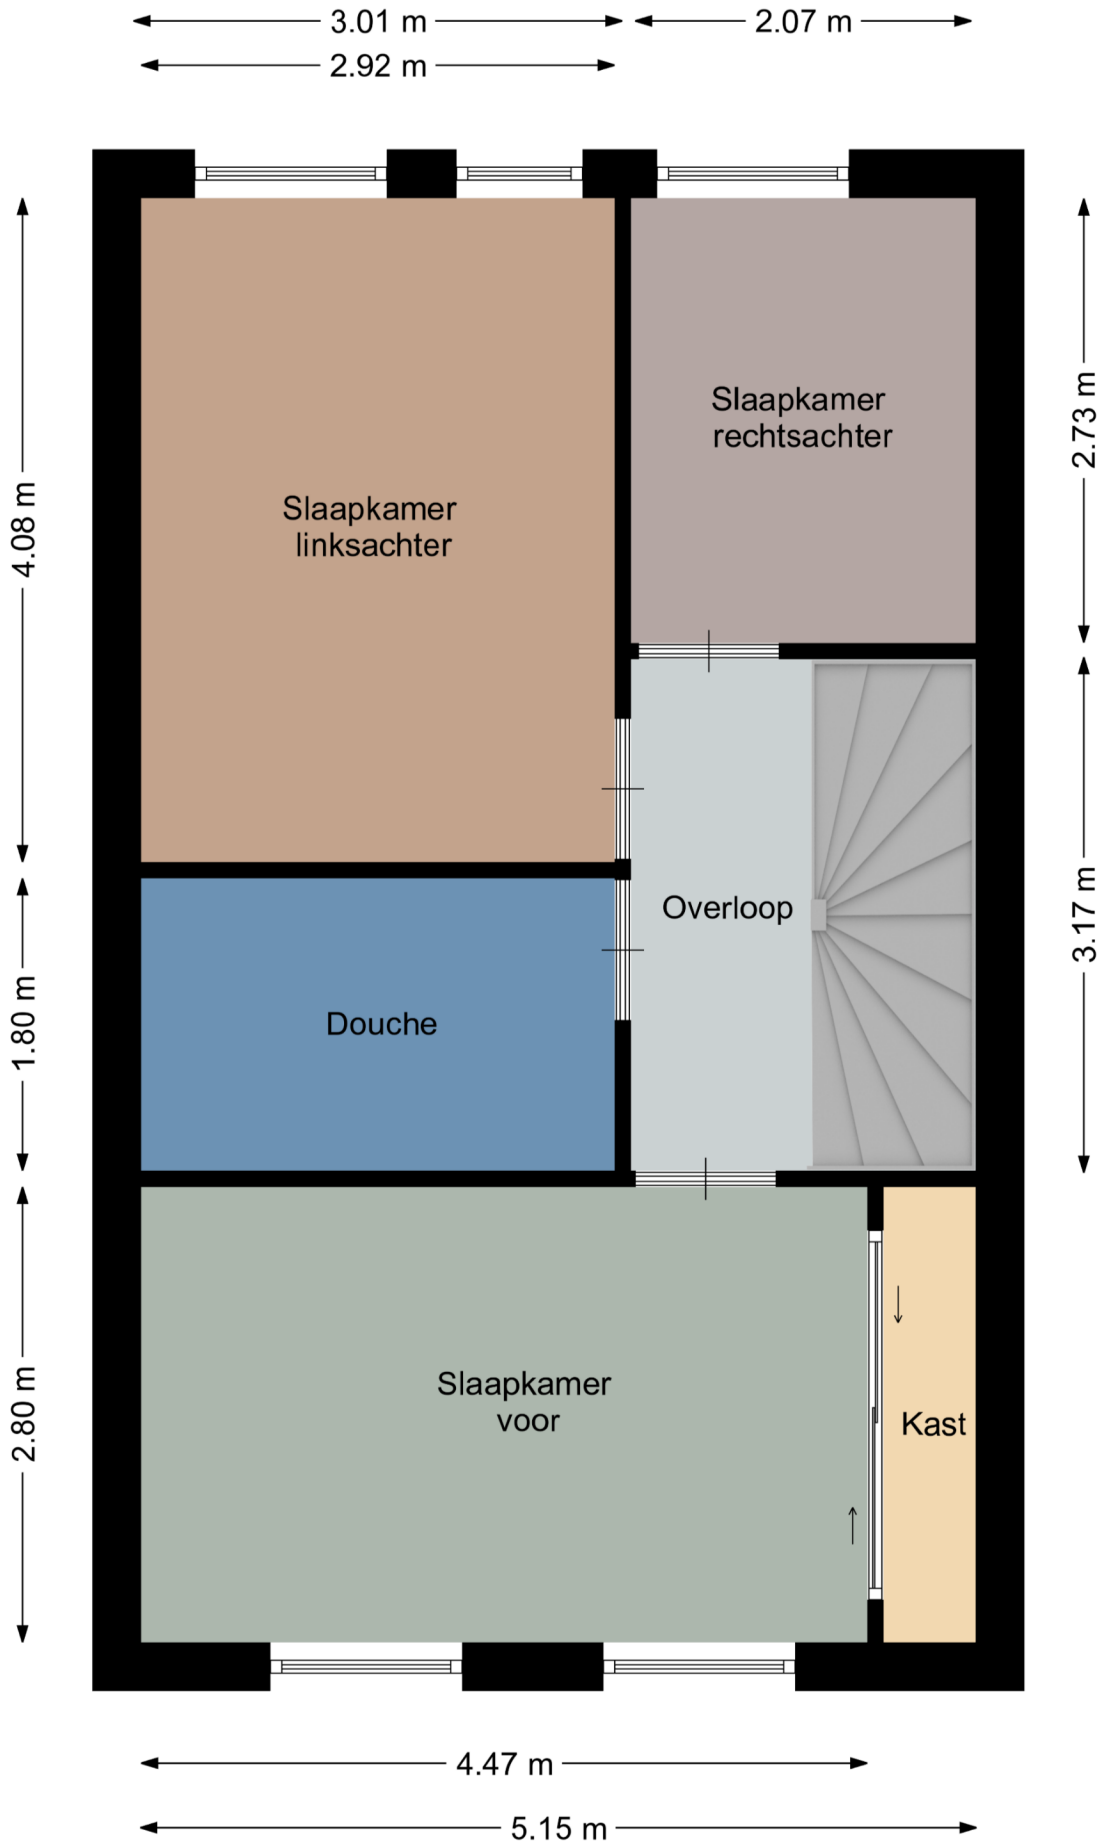 3.01 m
2.07 m
2.92 m
Slaapkamer
rechtsachter
2.73 m
Slaapkamer
linksachter
4.08 m
Overloop
3.17 m
Douche
1.80 m
Slaapkamer
voor
Kast
2.80 m
4.47 m
5.15 m